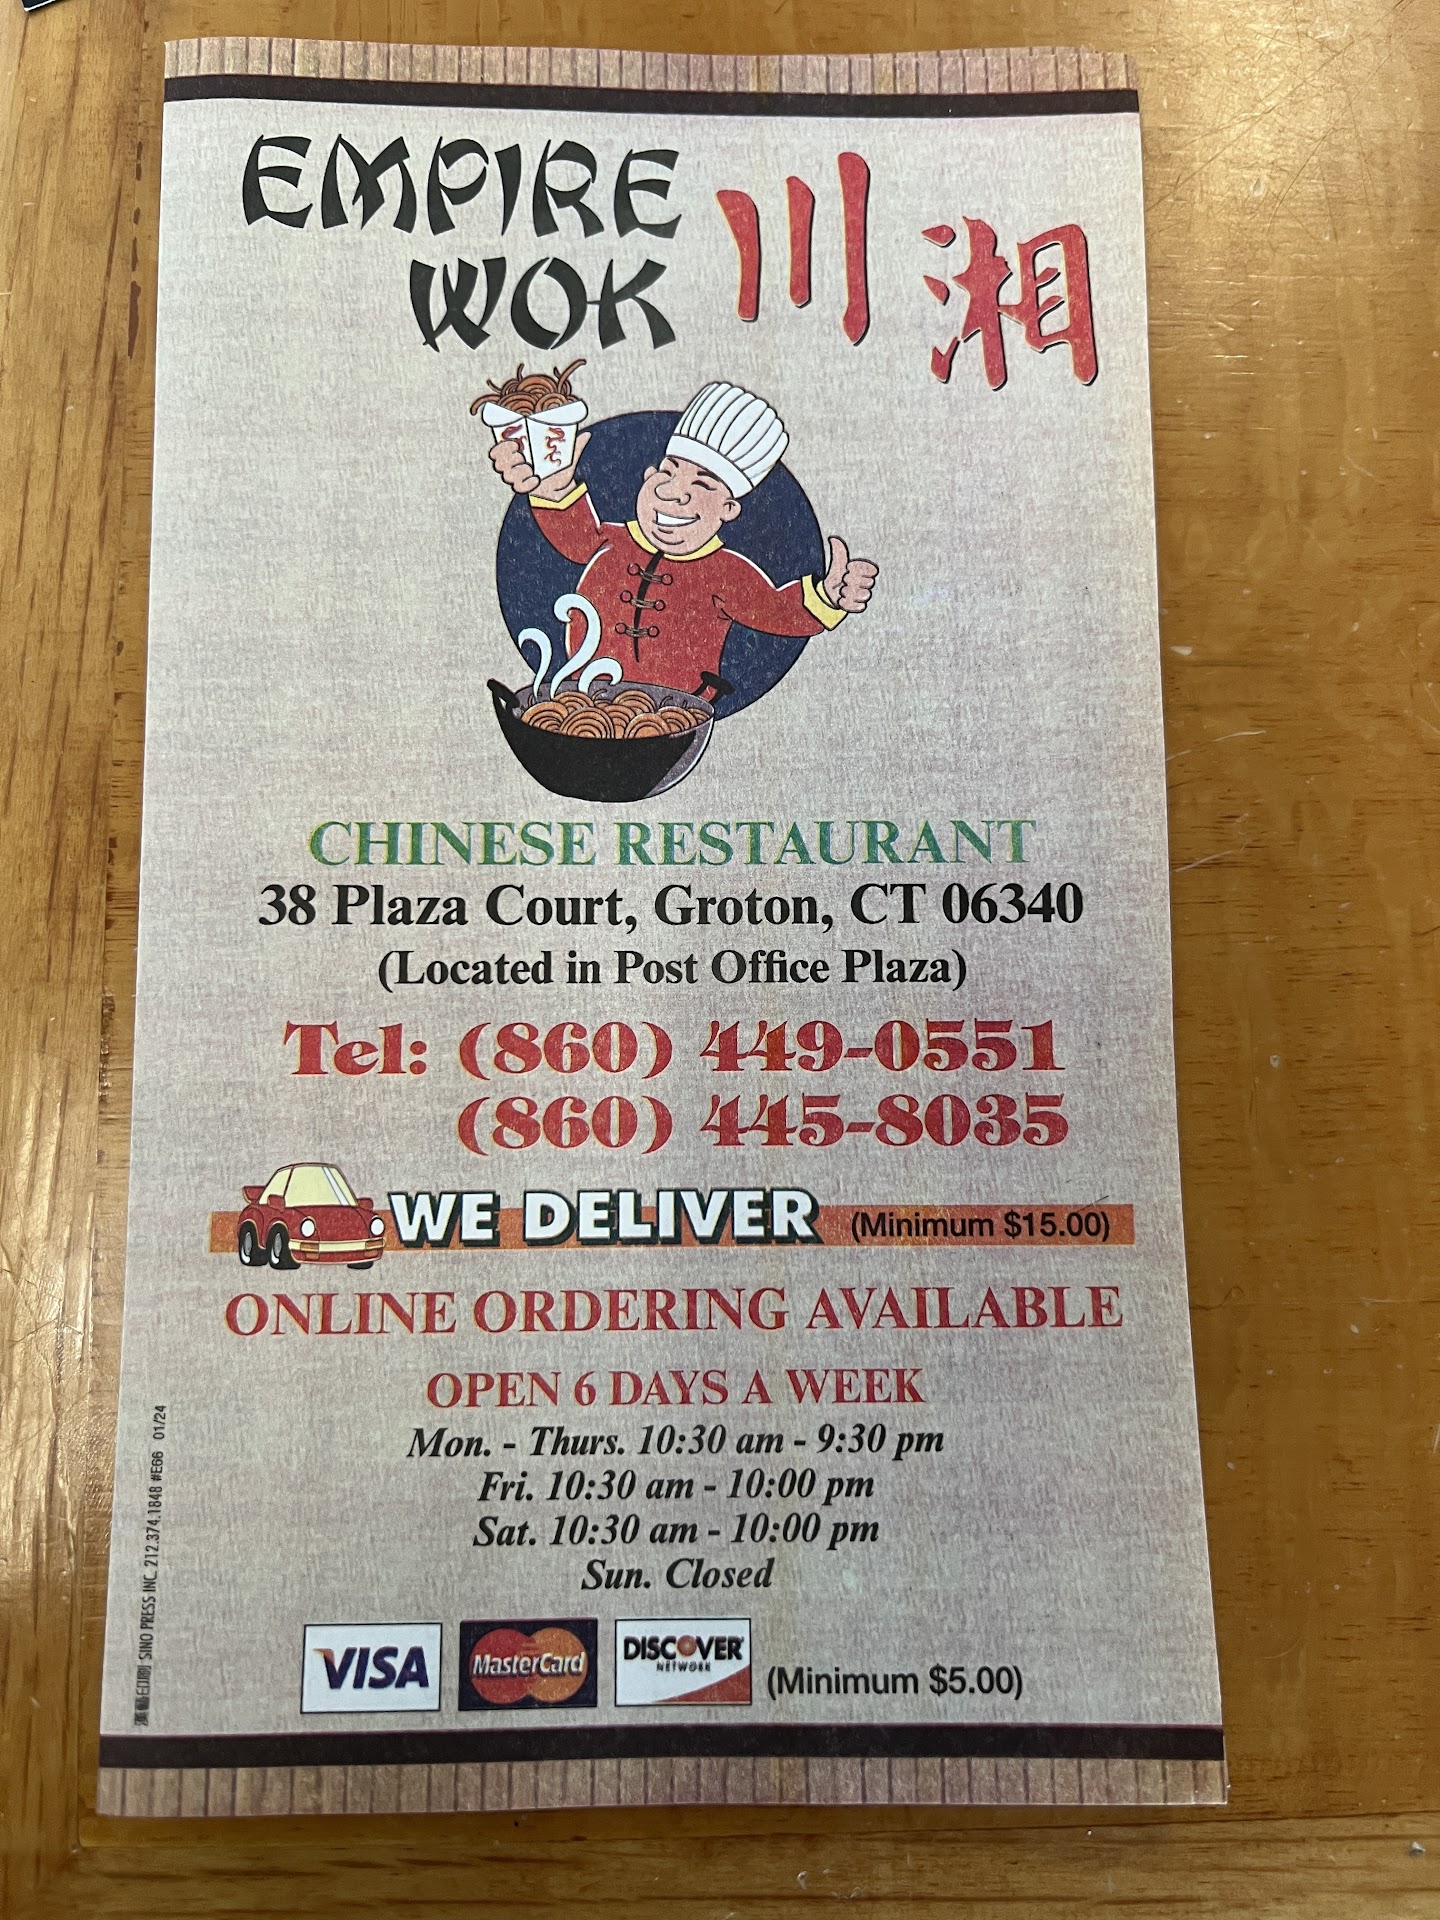 EMPIRE
WOK
川湘
CHINESE RESTAURANT
38 Plaza Court, Groton, CT 06340
(Located in Post Office Plaza)
Tel: (860) 449-0551
(860) 445-8035
WE DELIVER (Minimum $15.00)
ONLINE ORDERING AVAILABLE
OPEN 6 DAYS A WEEK
Mon. - Thurs. 10:30 am - 9:30 pm
Fri. 10:30 am - 10:00 pm
Sat. 10:30 am - 10:00 pm
Sun. Closed
VISA MasterCard DISCOVER NETWORK (Minimum $5.00)
SINO PRESS INC. 212.374.1848 #E66 01/24